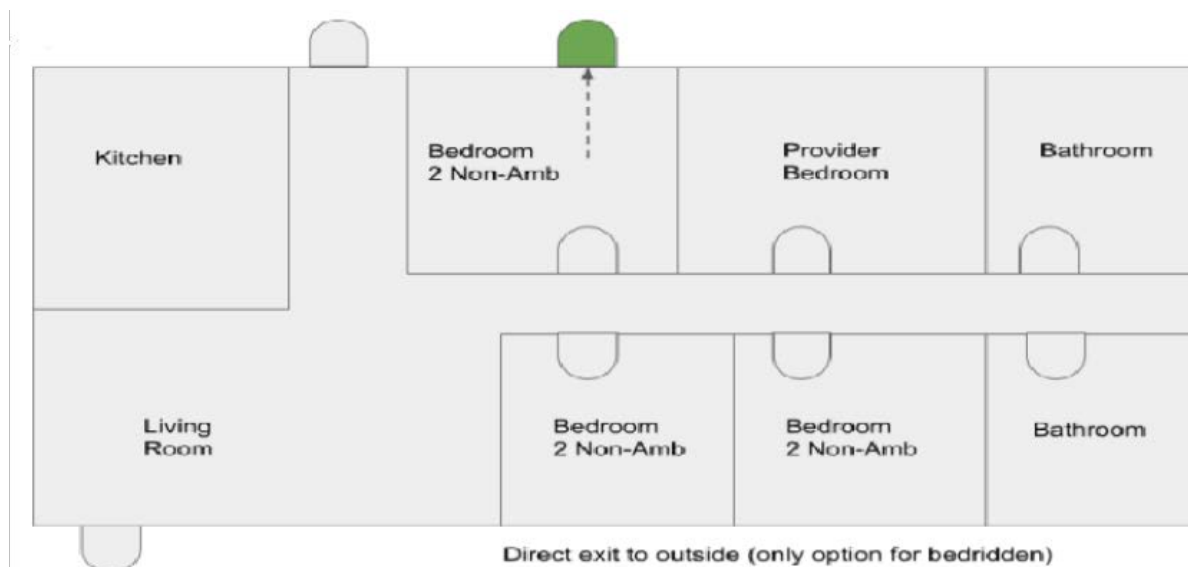 Kitchen
Bedroom
2 Non-Amb
Provider
Bedroom
Bathroom
Living
Room
Bedroom
2 Non-Amb
Bedroom
2 Non-Amb
Bathroom
Direct exit to outside (only option for bedridden)